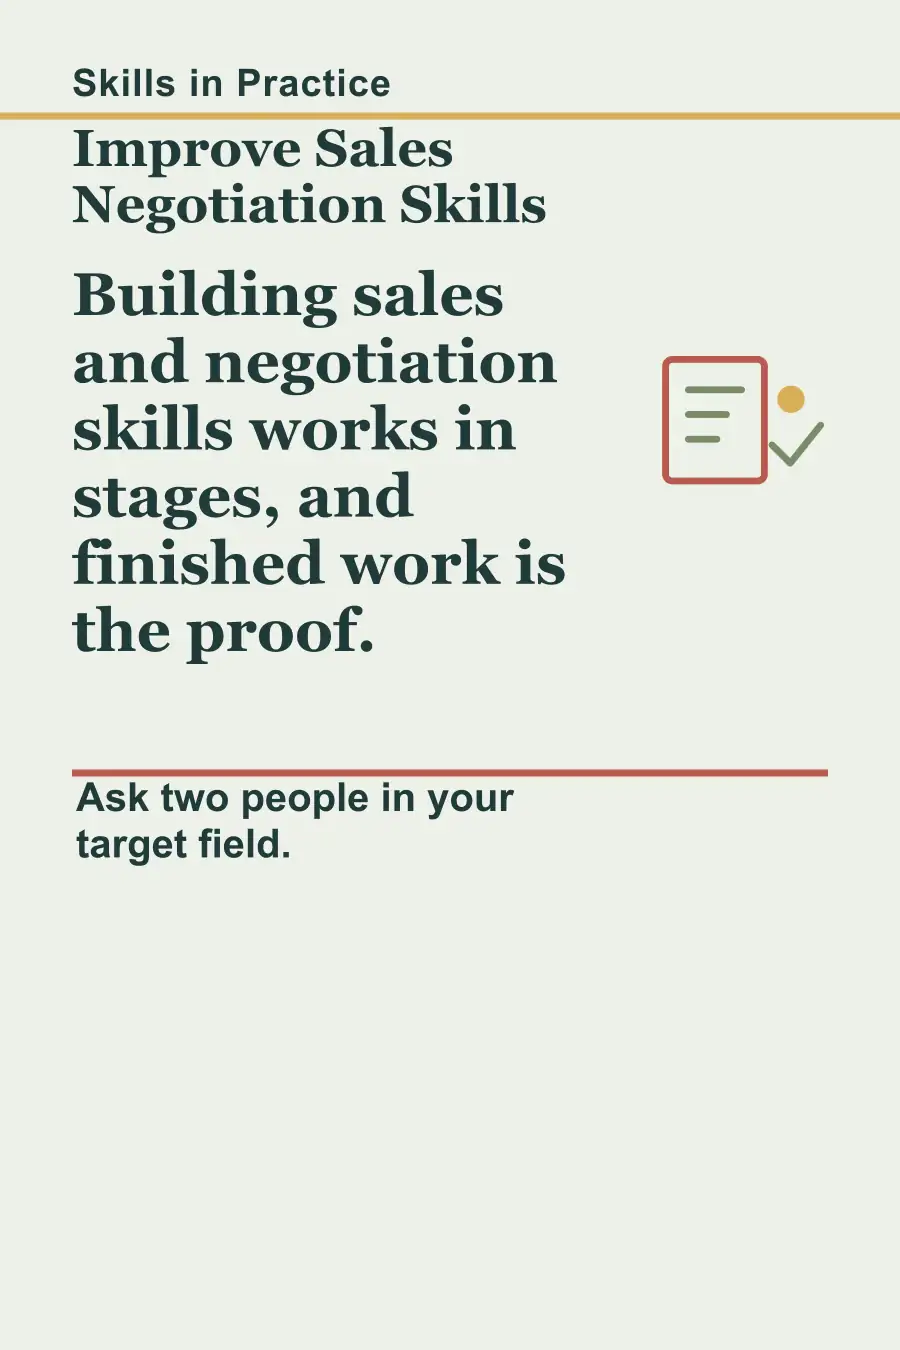 Skills in Practice
Improve Sales
Negotiation Skills
Building sales
and negotiation
skills works in
stages, and
finished work is
the proof.
Ask two people in your
target field.